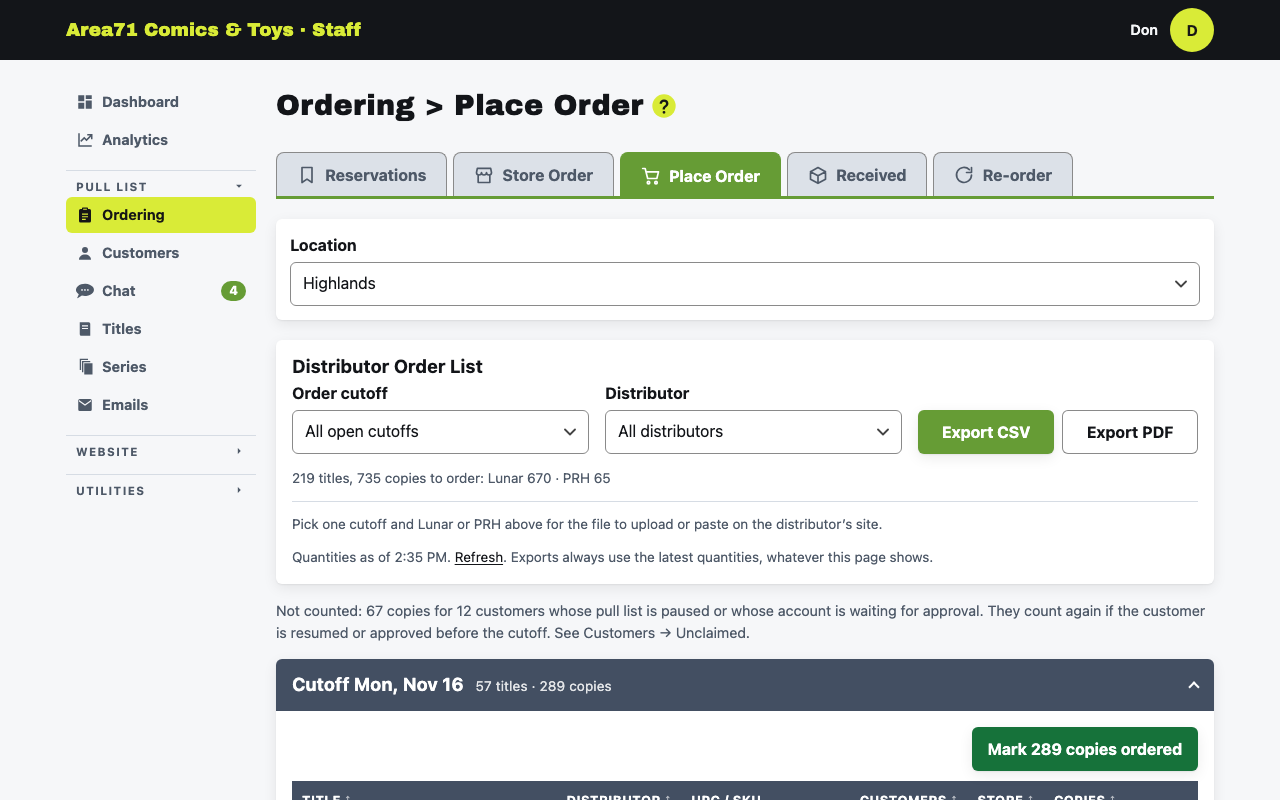 Area71 Comics & Toys · Staff
Don
D
Dashboard
Analytics
PULL LIST
Ordering
Customers
Chat
4
Titles
Series
Emails
WEBSITE
UTILITIES
Ordering > Place Order
?
Reservations
Store Order
Place Order
Received
Re-order
Location
Highlands
Distributor Order List
Order cutoff
Distributor
All open cutoffs
All distributors
Export CSV
Export PDF
219 titles, 735 copies to order: Lunar 670 · PRH 65
Pick one cutoff and Lunar or PRH above for the file to upload or paste on the distributor's site.
Quantities as of 2:35 PM. Refresh. Exports always use the latest quantities, whatever this page shows.
Not counted: 67 copies for 12 customers whose pull list is paused or whose account is waiting for approval. They count again if the customer
is resumed or approved before the cutoff. See Customers → Unclaimed.
Cutoff Mon, Nov 16
57 titles · 289 copies
Mark 289 copies ordered
TITLE ↑ DISTRIBUTOR ↑ UPC / SKU CUSTOMERS ↑ STORE ↑ COPIES ↑